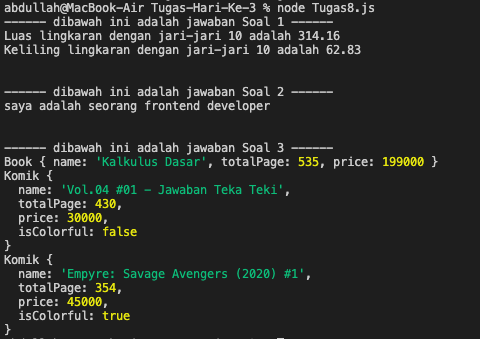 abdullah@MacBook-Air Tugas-Hari-Ke-3 % node Tugas8.js
------ dibawah ini adalah jawaban Soal 1 ------
Luas lingkaran dengan jari-jari 10 adalah 314.16
Keliling lingkaran dengan jari-jari 10 adalah 62.83
------ dibawah ini adalah jawaban Soal 2 ------
saya adalah seorang frontend developer
------ dibawah ini adalah jawaban Soal 3 ------
Book { name: 'Kalkulus Dasar', totalPage: 535, price: 199000 }
Komik {
  name: 'Vol.04 #01 - Jawaban Teka Teki',
  totalPage: 430,
  price: 30000,
  isColorful: false
}
Komik {
  name: 'Empyre: Savage Avengers (2020) #1',
  totalPage: 354,
  price: 45000,
  isColorful: true
}